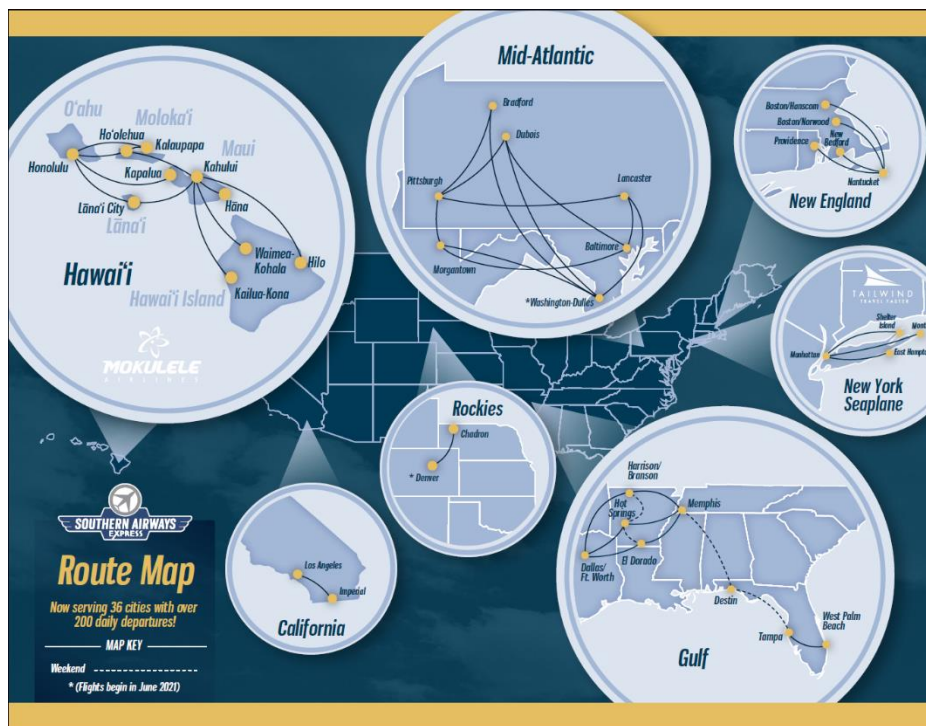 O'ahu
Moloka'i
Ho'olehua
Kalaupapa
Maui
Honolulu
Kapalua
Kahului
Lāna'i City
Hāna
Lāna'i
Waimea-
Kohala
Hilo
Hawai'i
Hawai'i Island
Kailua-Kona
MOKULELE
AIRLINES
Mid-Atlantic
Bradford
Dubois
Pittsburgh
Lancaster
Baltimore
Morgantown
*Washington-Dulles
Boston/Hanscom
Boston/Norwood
Providence
New
Bedford
Nantucket
New England
TAILWIND
TRAVEL FASTER
Shelter
Island
Manhattan
New York
Seaplane
Rockies
Chadron
* Denver
Los Angeles
Imperial
California
Harrison/
Branson
Hot
Springs
Memphis
Dallas/
Ft. Worth
El Dorado
Destin
West Palm
Beach
Tampa
Gulf
SOUTHERN AIRWAYS
EXPRESS
Route Map
Now serving 36 cities with over
200 daily departures!
MAP KEY
Weekend
* (Flights begin in June 2021)